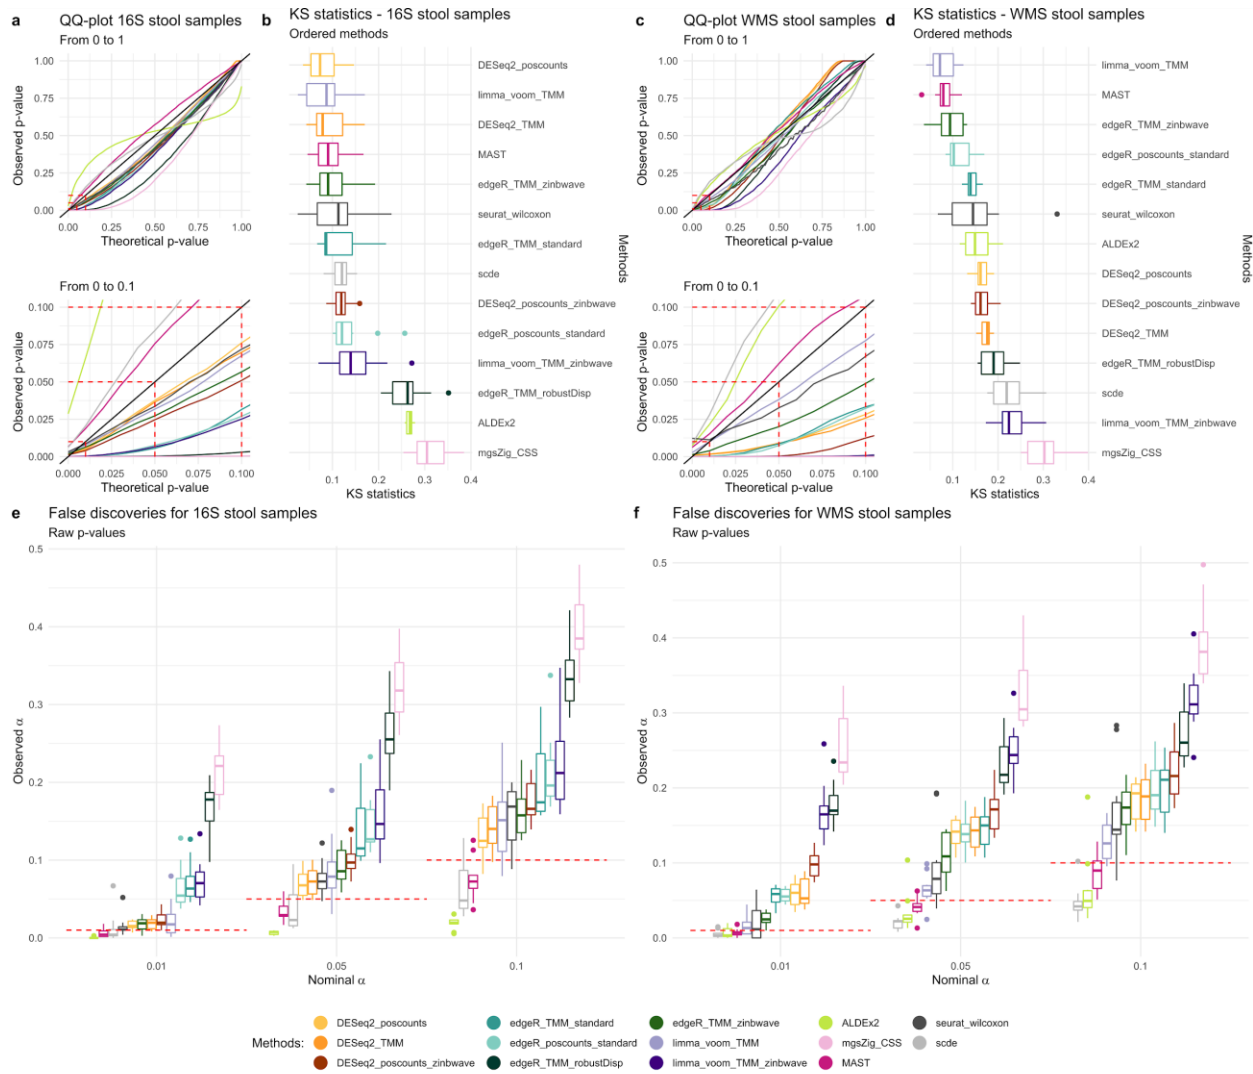 a QQ-plot 16S stool samples
From 0 to 1
1.00
0.75
0.50
0.25
0.00
Observed p-value
0.00 0.25 0.50 0.75 1.00
Theoretical p-value
From 0 to 0.1
0.100
0.075
0.050
0.025
0.000
Observed p-value
0.000 0.025 0.050 0.075 0.100
Theoretical p-value
b KS statistics - 16S stool samples
Ordered methods
DESeq2_poscounts
limma_voom_TMM
DESeq2_TMM
MAST
edgeR_TMM_zinbwave
seurat_wilcoxon
edgeR_TMM_standard
scde
DESeq2_poscounts_zinbwave
edgeR_poscounts_standard
limma_voom_TMM_zinbwave
edgeR_TMM_robustDisp
ALDEx2
mgsZig_CSS
Methods
0.1 0.2 0.3 0.4
KS statistics
c QQ-plot WMS stool samples
From 0 to 1
1.00
0.75
0.50
0.25
0.00
Observed p-value
0.00 0.25 0.50 0.75 1.00
Theoretical p-value
From 0 to 0.1
0.100
0.075
0.050
0.025
0.000
Observed p-value
0.000 0.025 0.050 0.075 0.100
Theoretical p-value
d KS statistics - WMS stool samples
Ordered methods
limma_voom_TMM
MAST
edgeR_TMM_zinbwave
edgeR_poscounts_standard
edgeR_TMM_standard
seurat_wilcoxon
ALDEx2
DESeq2_poscounts
DESeq2_poscounts_zinbwave
DESeq2_TMM
edgeR_TMM_robustDisp
scde
limma_voom_TMM_zinbwave
mgsZig_CSS
Methods
0.1 0.2 0.3 0.4
KS statistics
e False discoveries for 16S stool samples
Raw p-values
0.5
0.4
0.3
0.2
0.1
0.0
Observed α
0.01 0.05 0.1
Nominal α
f False discoveries for WMS stool samples
Raw p-values
0.5
0.4
0.3
0.2
0.1
0.0
Observed α
0.01 0.05 0.1
Nominal α
Methods:
DESeq2_poscounts edgeR_TMM_standard edgeR_TMM_zinbwave ALDEx2 seurat_wilcoxon
DESeq2_TMM edgeR_poscounts_standard limma_voom_TMM mgsZig_CSS scde
DESeq2_poscounts_zinbwave edgeR_TMM_robustDisp limma_voom_TMM_zinbwave MAST